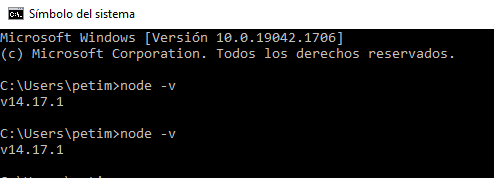 Símbolo del sistema
Microsoft Windows [Versión 10.0.19042.1706]
(c) Microsoft Corporation. Todos los derechos reservados.
C:\Users\petim>node -v
v14.17.1
C:\Users\petim>node -v
v14.17.1